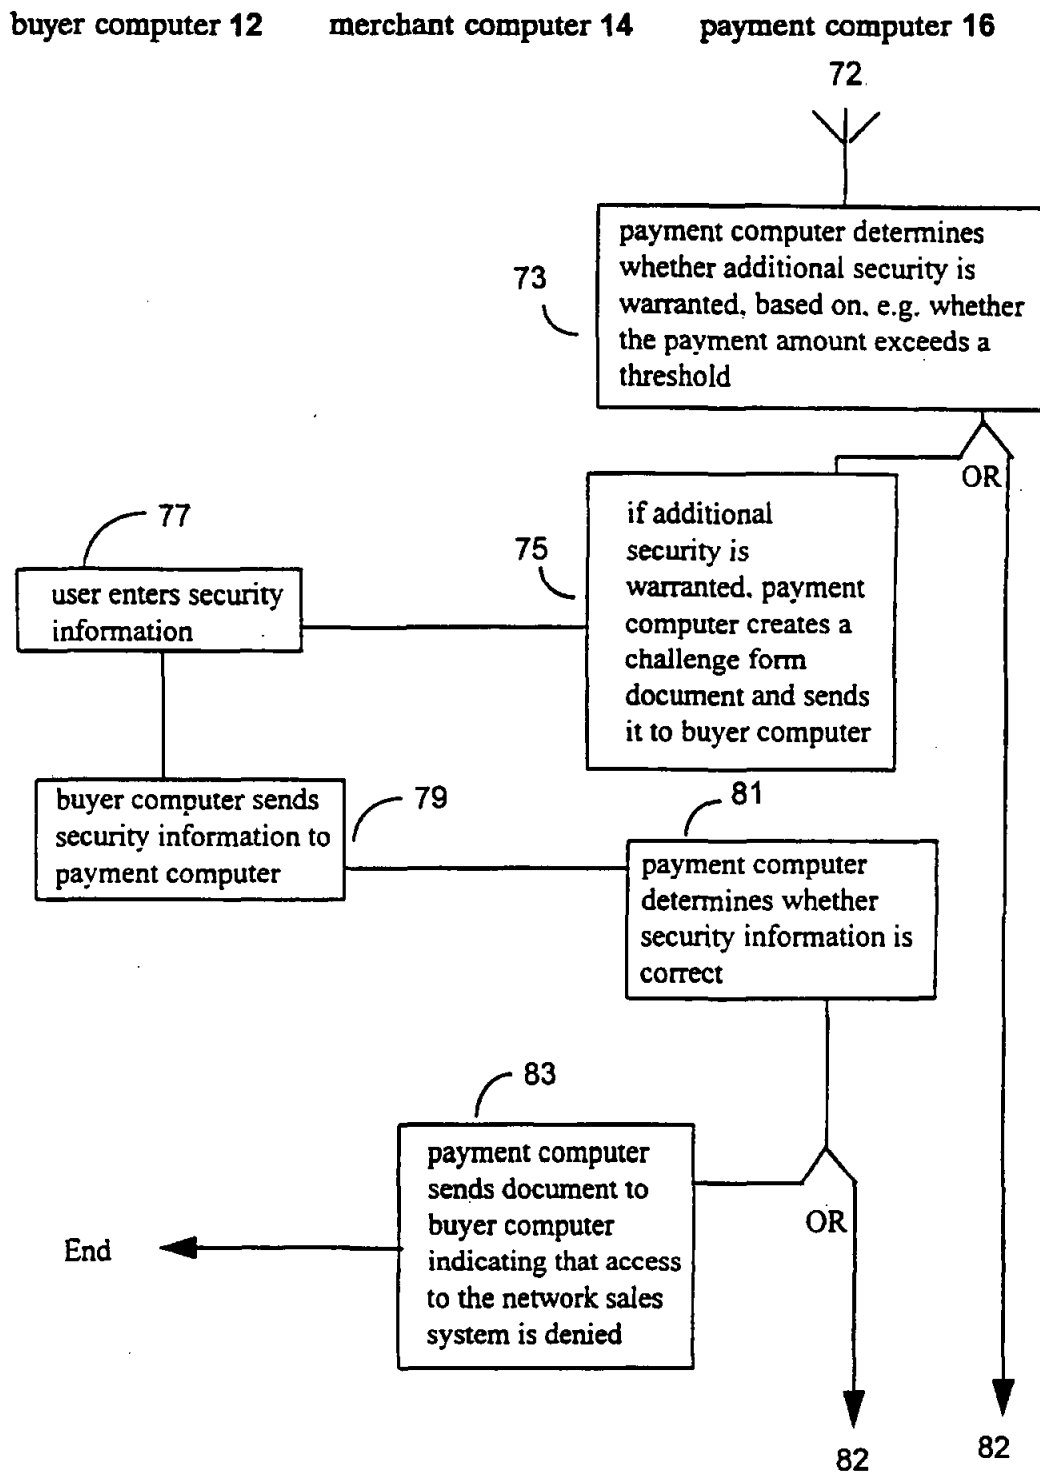 buyer computer 12 merchant computer 14 payment computer 16
72
payment computer determines
whether additional security is
warranted, based on, e.g. whether
the payment amount exceeds a
threshold
73
OR
77
75
if additional
security is
warranted, payment
computer creates a
challenge form
document and sends
it to buyer computer
user enters security
information
buyer computer sends
security information to
payment computer
79
81
payment computer
determines whether
security information is
correct
83
payment computer
sends document to
buyer computer
indicating that access
to the network sales
system is denied
OR
End
82
82